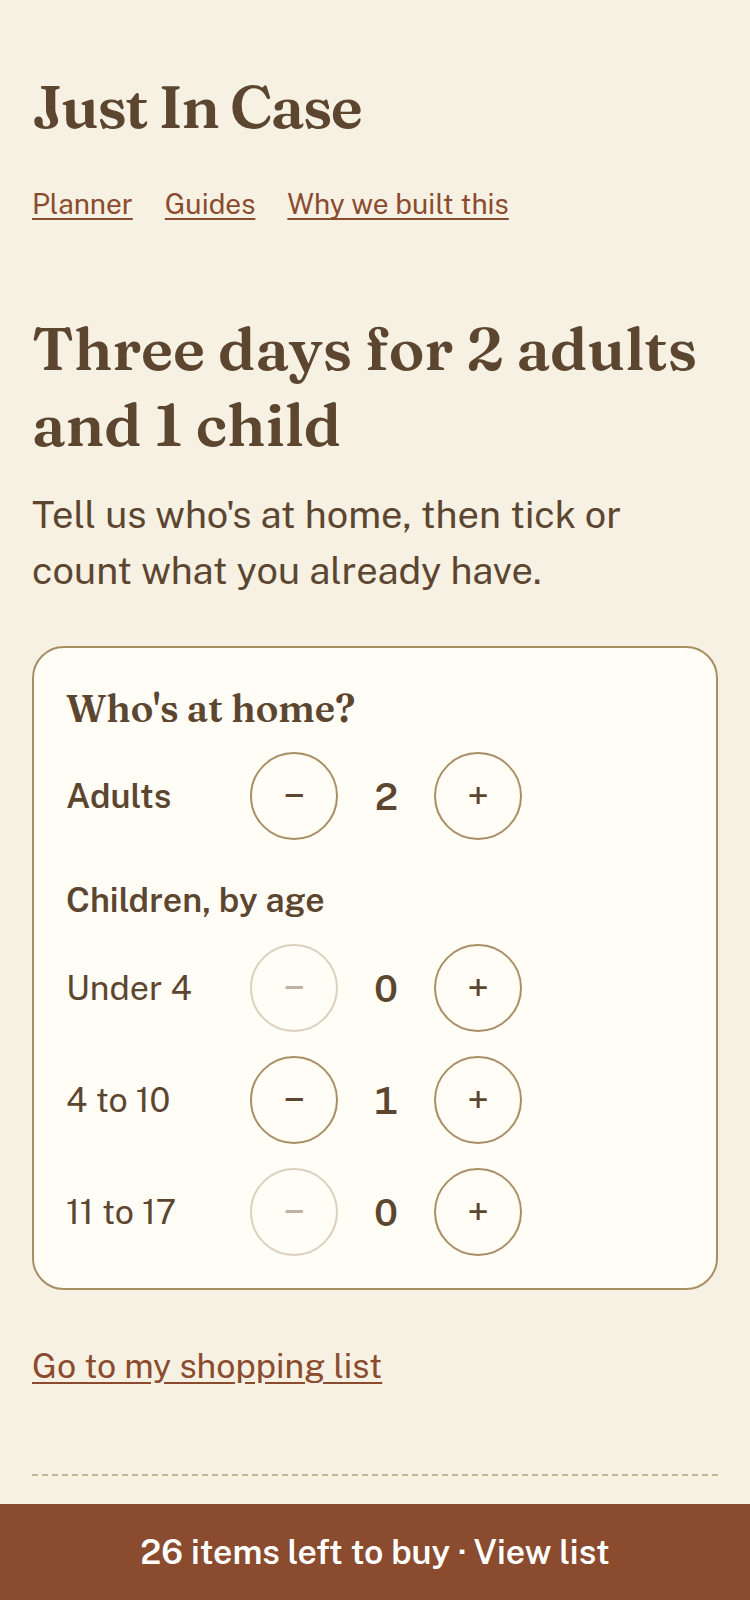 Just In Case
Planner Guides Why we built this
Three days for 2 adults
and 1 child
Tell us who's at home, then tick or
count what you already have.
Who's at home?
Adults − 2 +
Children, by age
Under 4 − 0 +
4 to 10 − 1 +
11 to 17 − 0 +
Go to my shopping list
26 items left to buy · View list